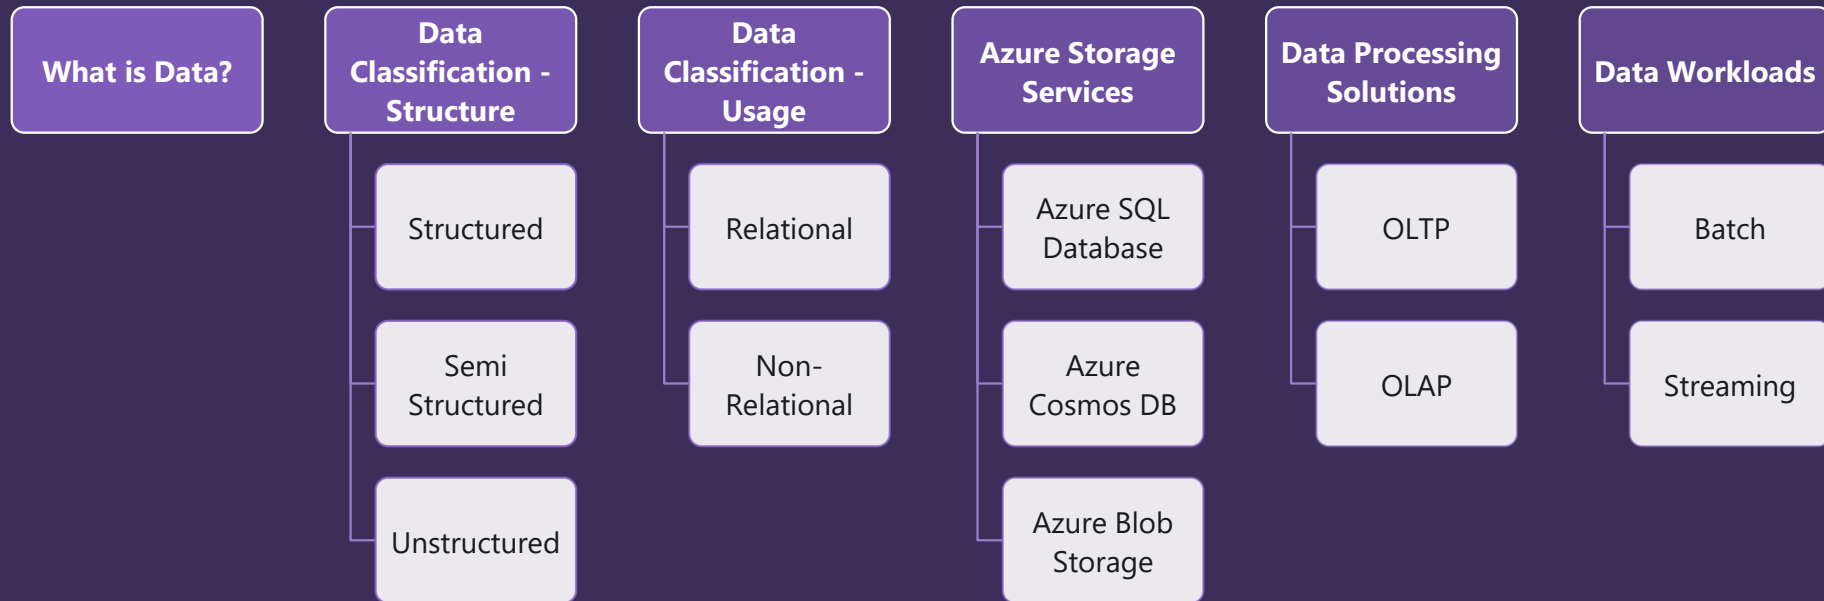 What is Data?
Data
Classification -
Structure
Structured
Semi
Structured
Unstructured
Data
Classification -
Usage
Relational
Non-
Relational
Azure Storage
Services
Azure SQL
Database
Azure
Cosmos DB
Azure Blob
Storage
Data Processing
Solutions
OLTP
OLAP
Data Workloads
Batch
Streaming